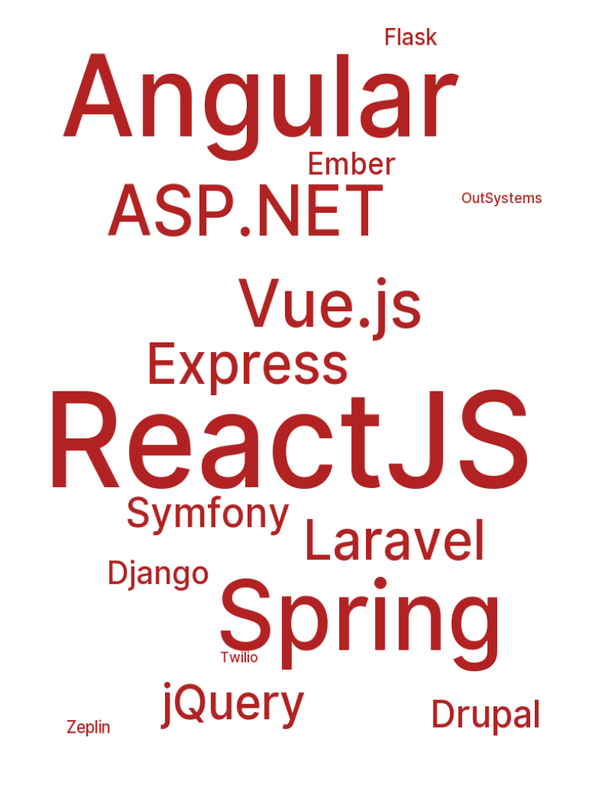 Flask
Angular
Ember
ASP.NET
OutSystems
Vue.js
Express
ReactJS
Symfony
Laravel
Django
Spring
Twilio
jQuery
Drupal
Zeplin